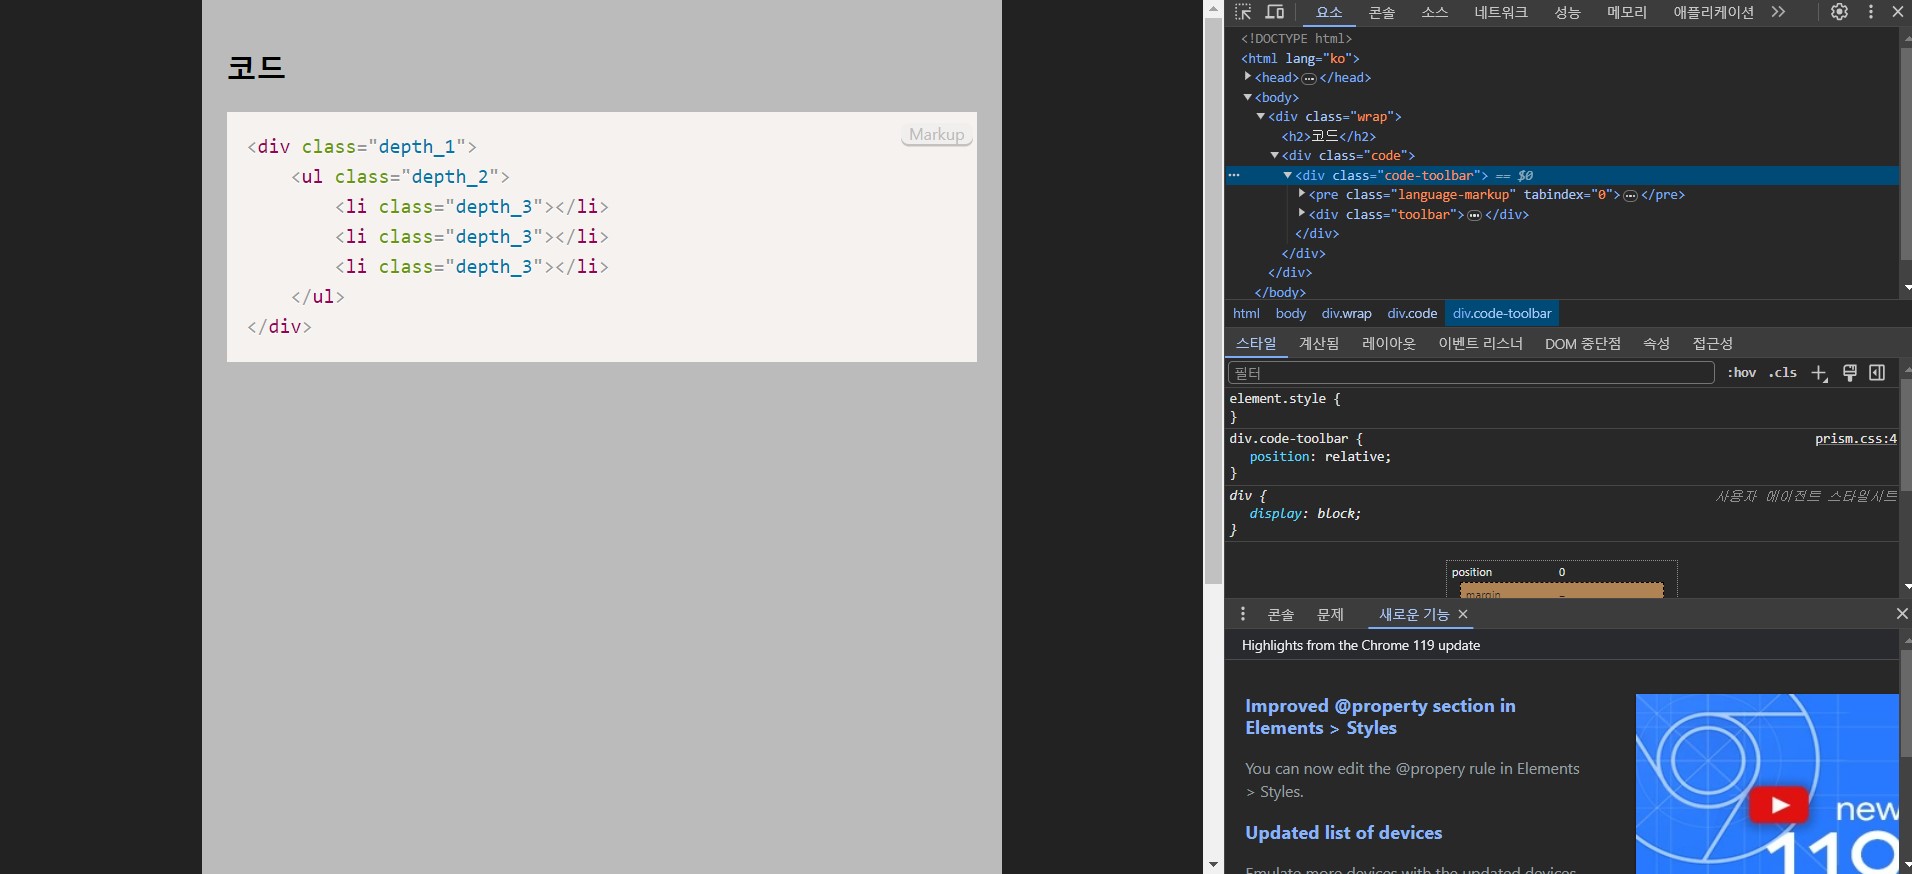 코드
Markup
<div class="depth_1">
<ul class="depth_2">
<li class="depth_3"></li>
<li class="depth_3"></li>
<li class="depth_3"></li>
</ul>
</div>
요소 콘솔 소스 네트워크 성능 메모리 애플리케이션
<!DOCTYPE html>
<html lang="ko">
<head>…</head>
<body>
<div class="wrap">
<h2>코드</h2>
<div class="code">
<div class="code-toolbar"> == $0
<pre class="language-markup" tabindex="0">…</pre>
<div class="toolbar">…</div>
</div>
</div>
</div>
</body>
html body div.wrap div.code div.code-toolbar
스타일 계산됨 레이아웃 이벤트 리스너 DOM 중단점 속성 접근성
필터 :hov .cls
element.style {
}
div.code-toolbar { prism.css:4
position: relative;
}
div { 사용자 에이전트 스타일시트
display: block;
}
position 0
margin
콘솔 문제 새로운 기능
Highlights from the Chrome 119 update
Improved @property section in
Elements > Styles
You can now edit the @propery rule in Elements
> Styles.
Updated list of devices
Emulate more devices with the updated devices
new
119